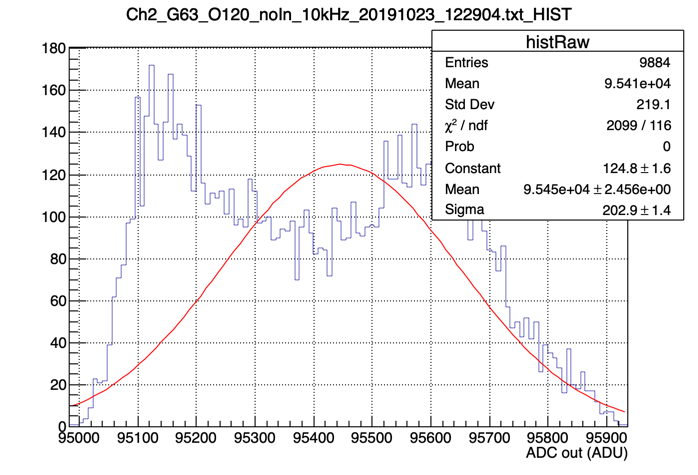 Ch2_G63_O120_noIn_10kHz_20191023_122904.txt_HIST
histRaw
Entries 9884
Mean 9.541e+04
Std Dev 219.1
χ² / ndf 2099 / 116
Prob 0
Constant 124.8 ± 1.6
Mean 9.545e+04 ± 2.456e+00
Sigma 202.9 ± 1.4
180
160
140
120
100
80
60
40
20
0
95000 95100 95200 95300 95400 95500 95600 95700 95800 95900
ADC out (ADU)